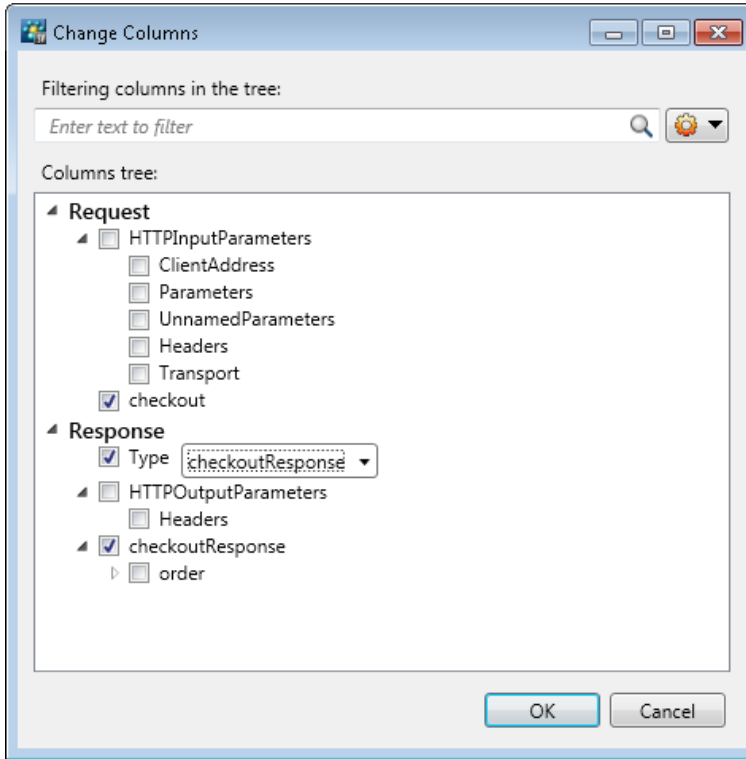 Change Columns
Filtering columns in the tree:
Enter text to filter
Columns tree:
Request
HTTPInputParameters
ClientAddress
Parameters
UnnamedParameters
Headers
Transport
checkout
Response
Type checkoutResponse
HTTPOutputParameters
Headers
checkoutResponse
order
OK Cancel